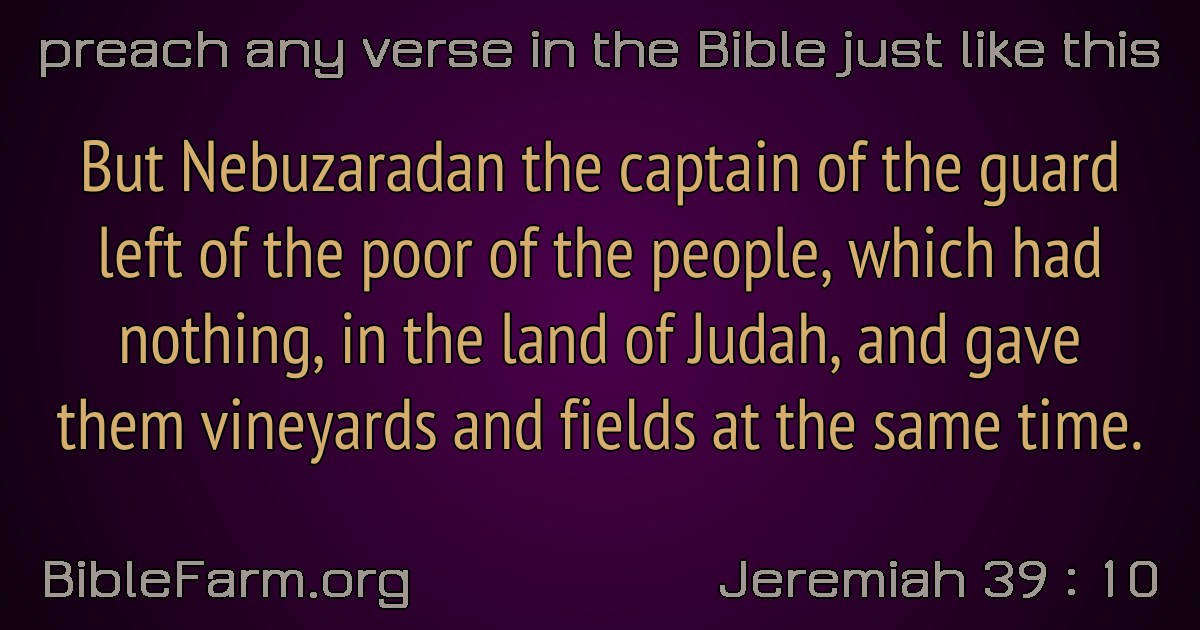 preach any verse in the Bible just like this
But Nebuzaradan the captain of the guard
left of the poor of the people, which had
nothing, in the land of Judah, and gave
them vineyards and fields at the same time.
BibleFarm.org
Jeremiah 39 : 10